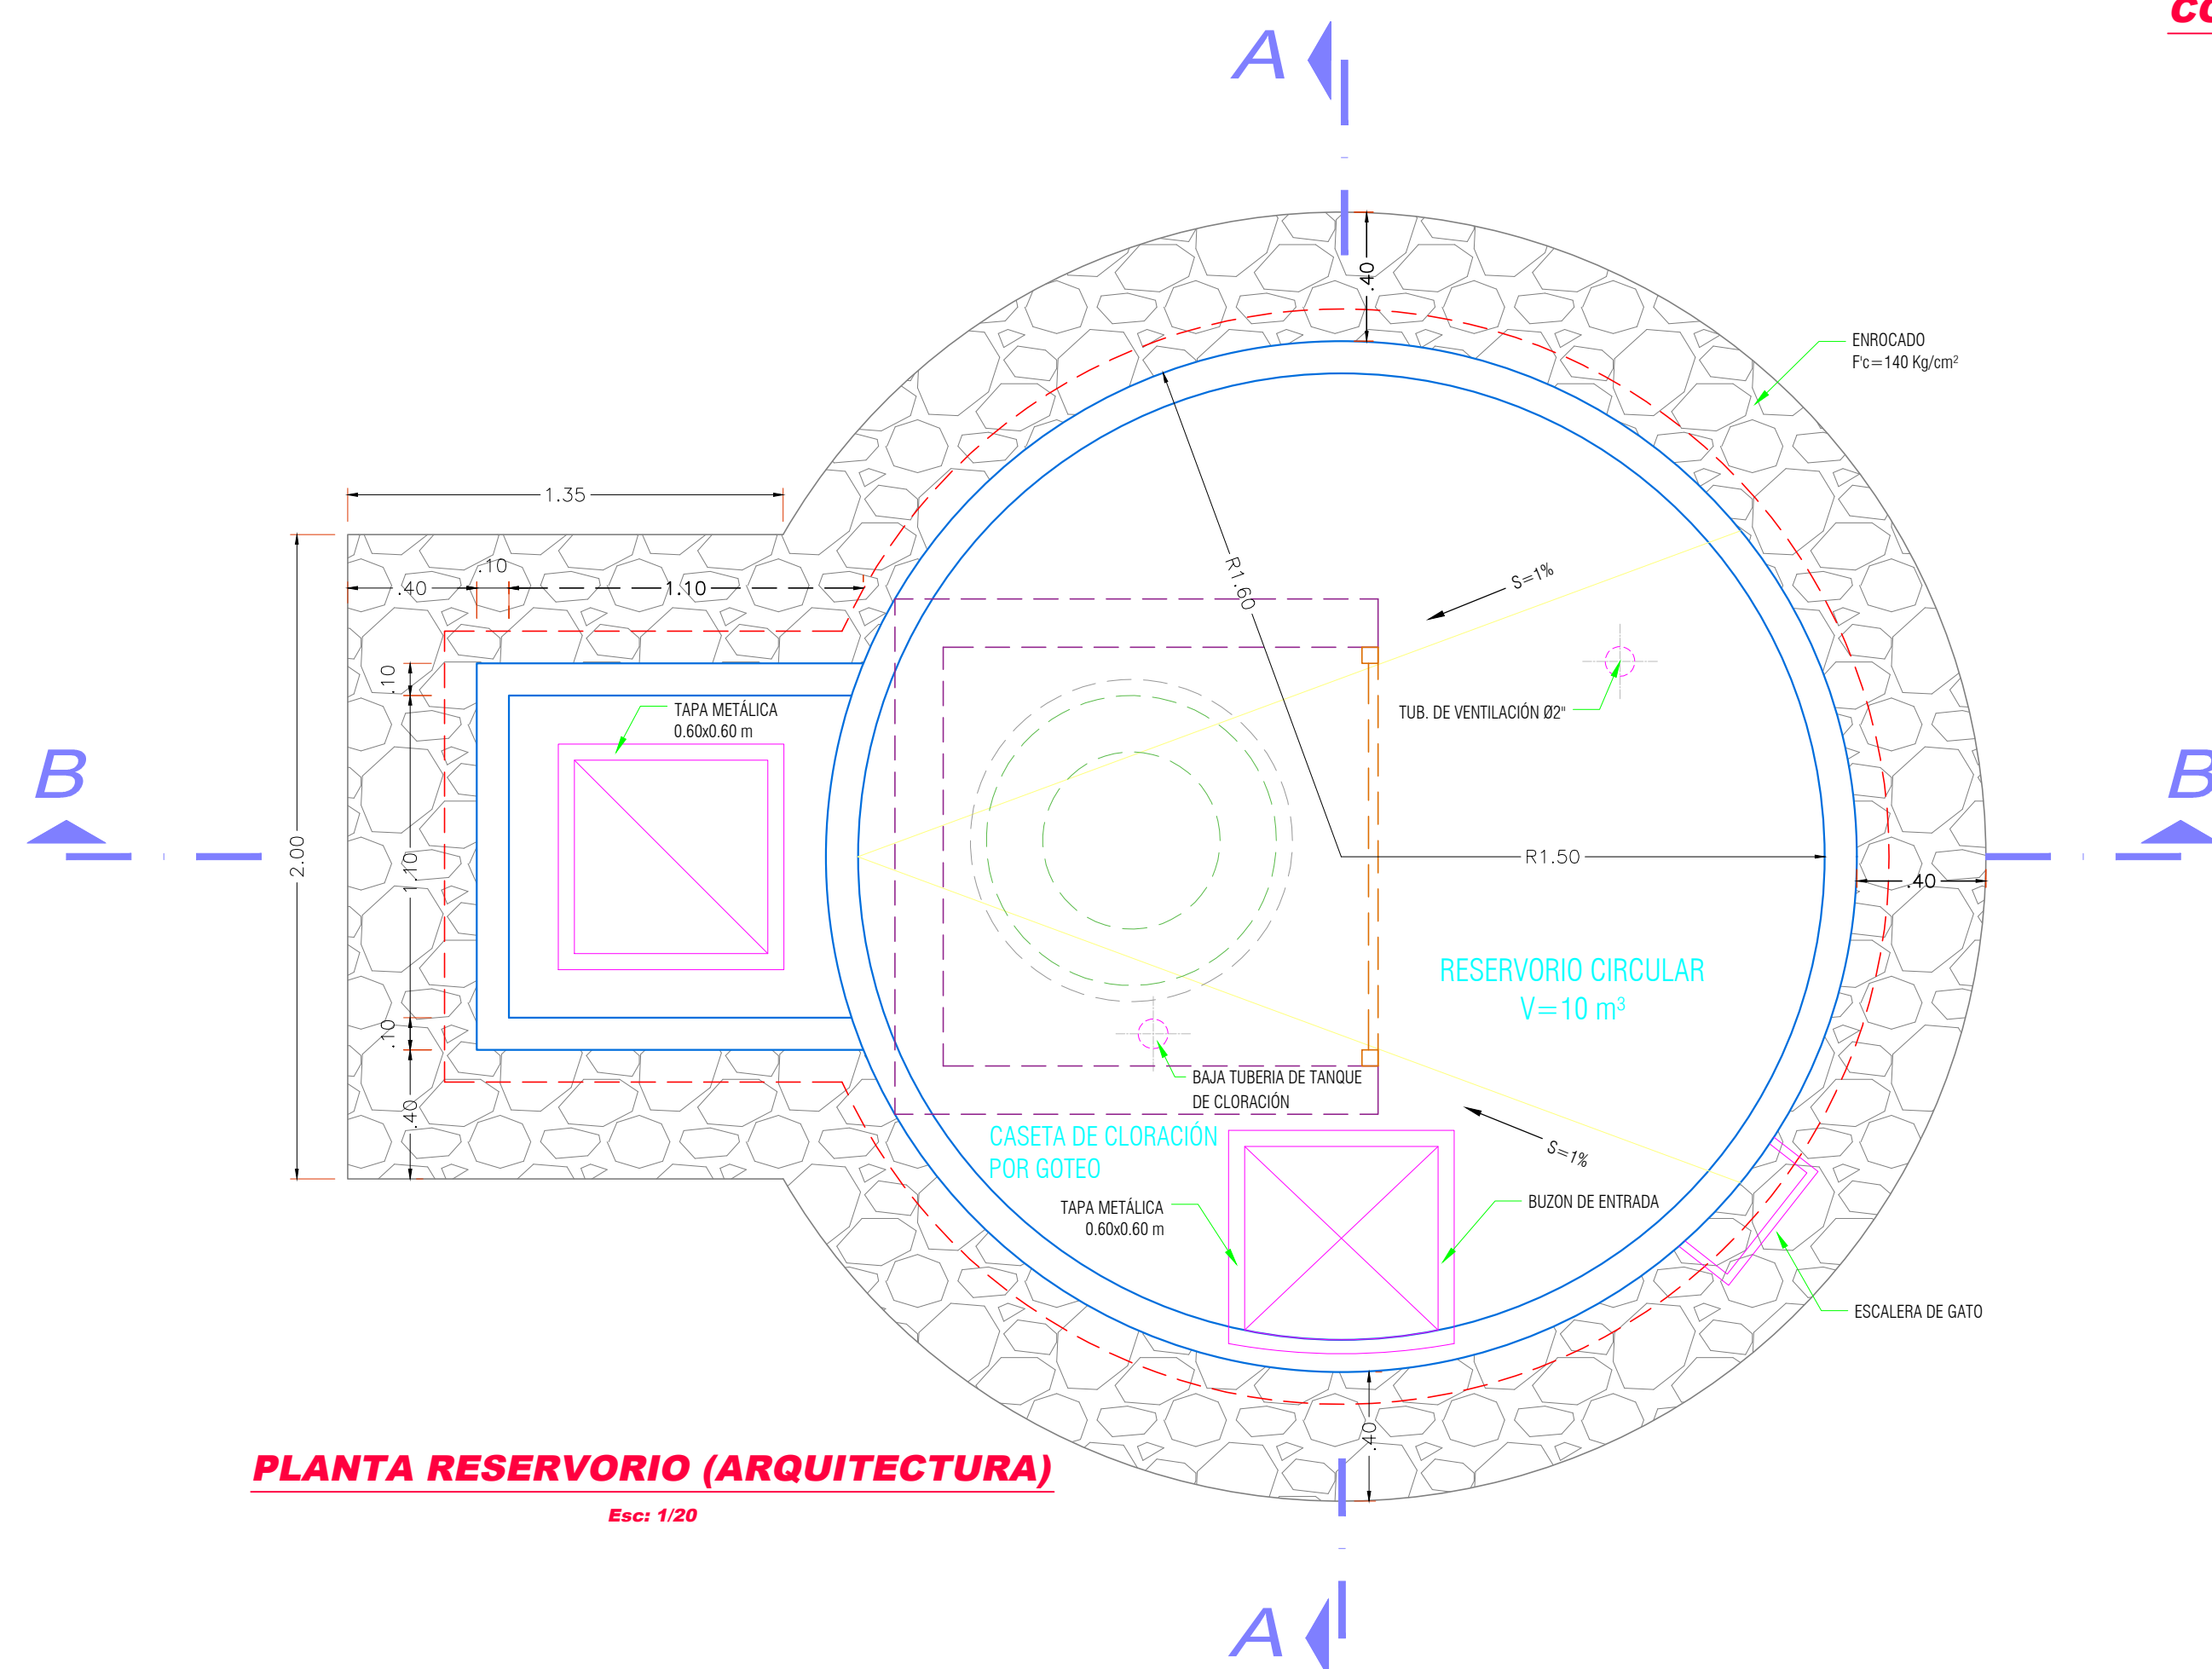 A
.40
ENROCADO
F'c=140 Kg/cm²
1.35
.40
.10
1.10
R1.60
S=1%
.10
TAPA METÁLICA
0.60x0.60 m
TUB. DE VENTILACIÓN Ø2"
B
B
2.00
1.10
R1.50
.40
RESERVORIO CIRCULAR
V=10 m³
.10
BAJA TUBERIA DE TANQUE
DE CLORACIÓN
.40
CASETA DE CLORACIÓN
POR GOTEO
S=1%
TAPA METÁLICA
0.60x0.60 m
BUZON DE ENTRADA
ESCALERA DE GATO
.40
PLANTA RESERVORIO (ARQUITECTURA)
Esc: 1/20
A